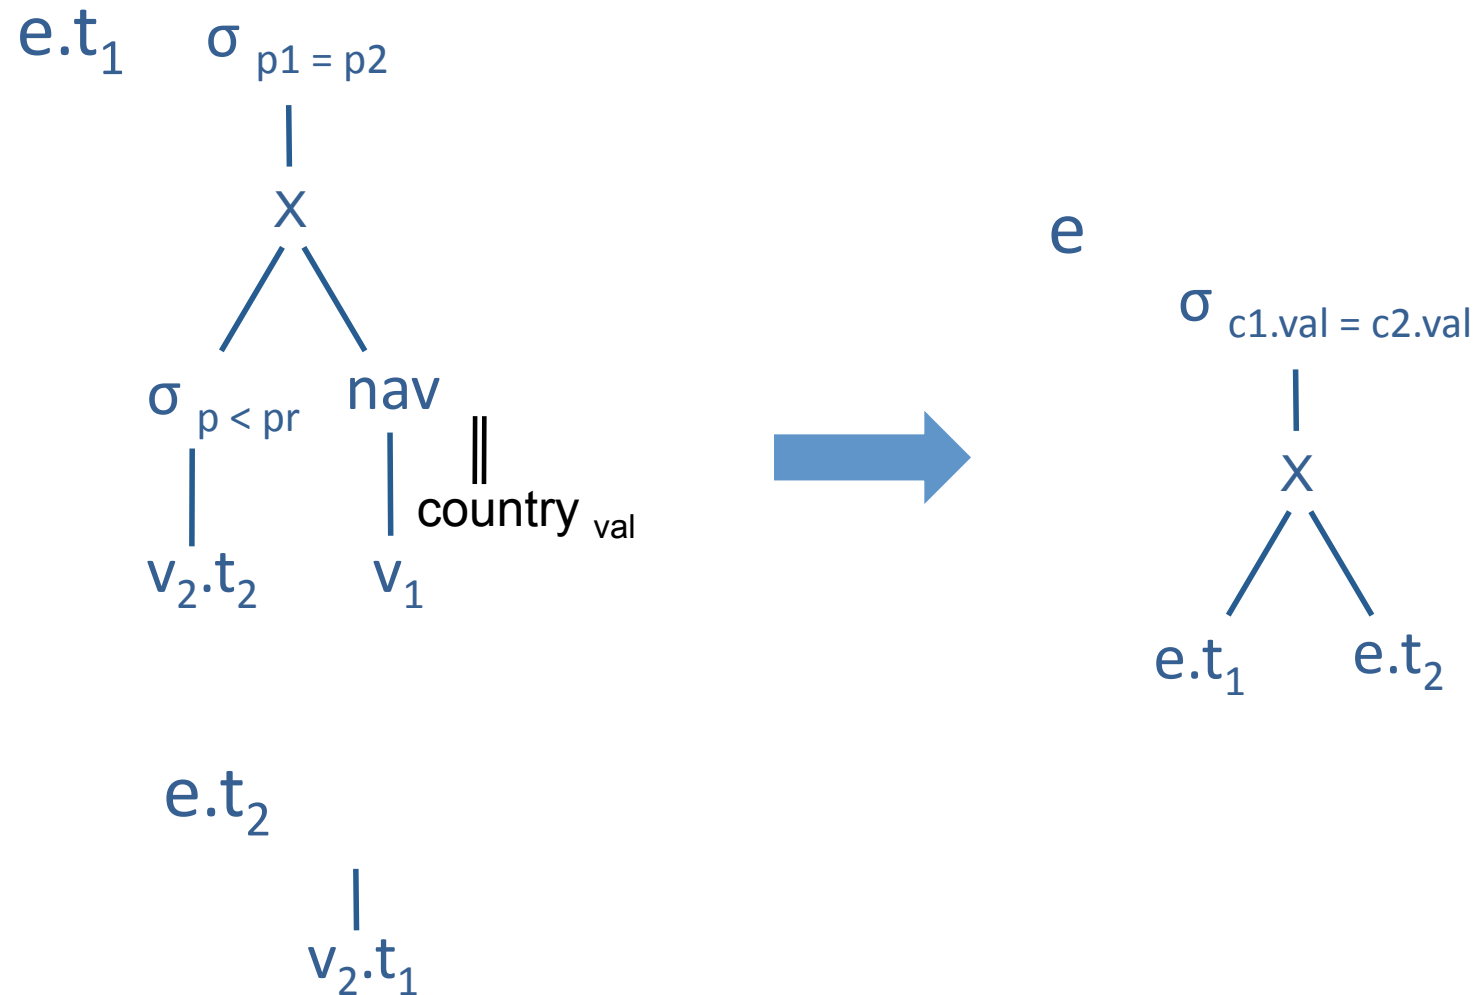 e.t₁ σ p1 = p2
X
σ p < pr nav
country val
v₂.t₂ v₁
e.t₂
v₂.t₁
e
σ c1.val = c2.val
X
e.t₁ e.t₂